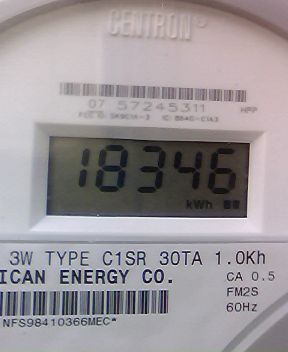 CENTRON®
07 57245311
18346
kWh
3W TYPE C1SR 30TA 1.0Kh
ICAN ENERGY CO.
CA 0.5
FM2S
60Hz
NFS98410366MEC*